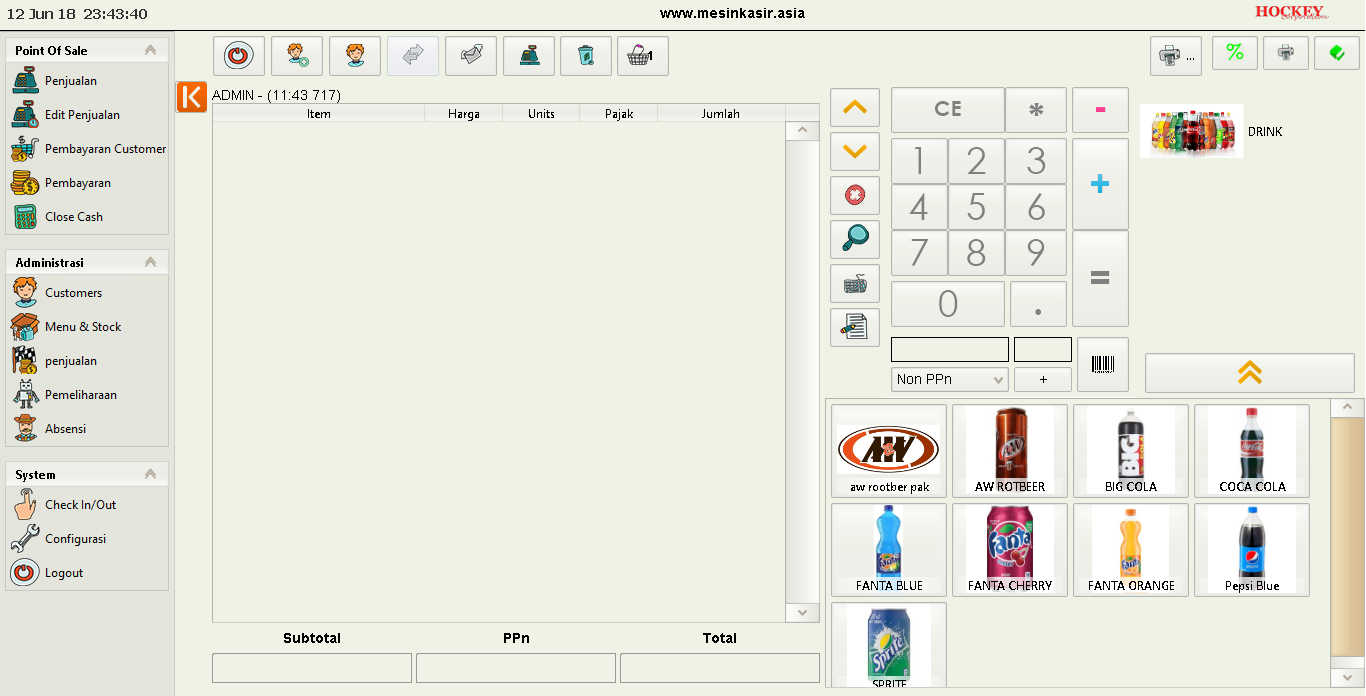 12 Jun 18 23:43:40
www.mesinkasir.asia
HOCKEY
Corporation
Point Of Sale
Penjualan
Edit Penjualan
Pembayaran Customer
Pembayaran
Close Cash
Administrasi
Customers
Menu & Stock
penjualan
Pemeliharaan
Absensi
System
Check In/Out
Configurasi
Logout
1
...
%
K
ADMIN - (11:43 717)
Item Harga Units Pajak Jumlah
Subtotal PPn Total
CE * -
1 2 3 +
4 5 6
7 8 9 =
0 .
Non PPn +
DRINK
A&W
aw rootber pak
AW ROTBEER
BIG COLA
COCA COLA
FANTA BLUE
Fanta
FANTA CHERRY
FANTA ORANGE
Pepsi Blue
Sprite
SPRITE